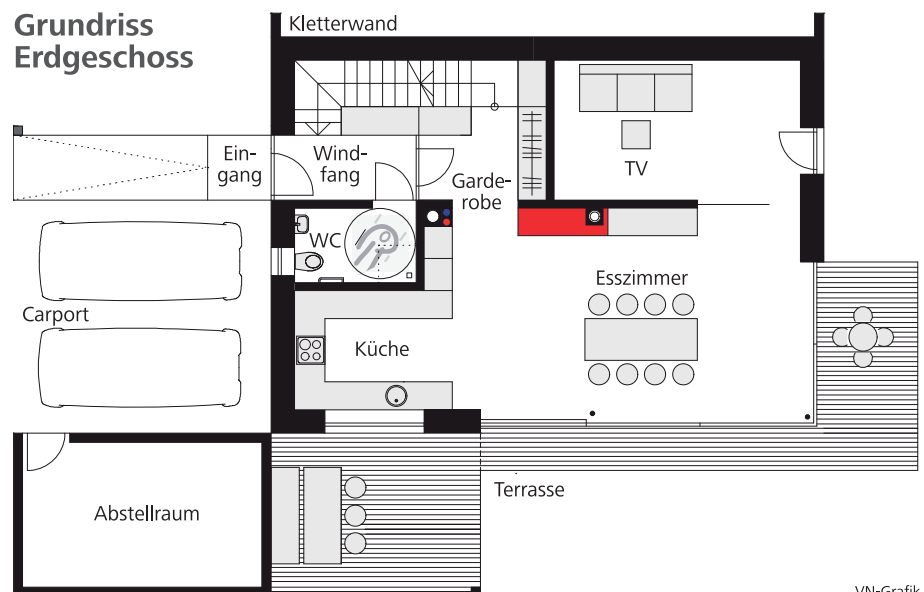 Grundriss
Erdgeschoss
Kletterwand
Ein-
gang
Wind-
fang
Garde-
robe
TV
WC
Esszimmer
Carport
Küche
Terrasse
Abstellraum
VN-Grafik